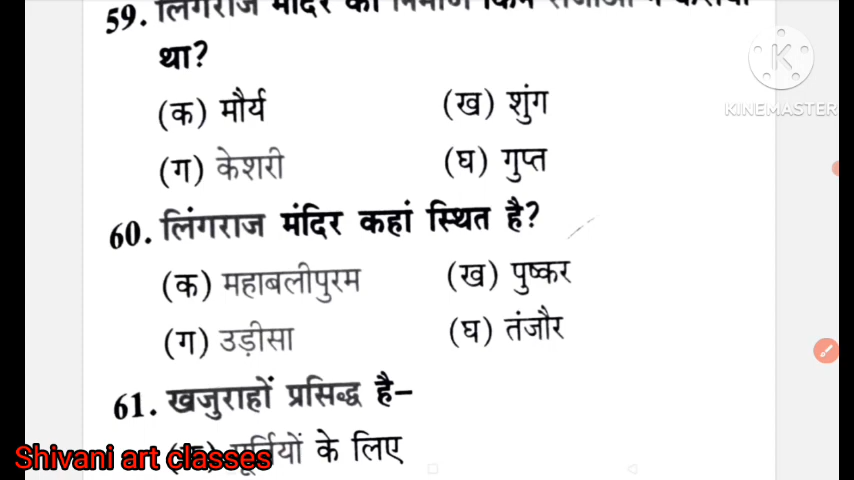 59. लिंगराज मंदिर का निर्माण किन राजाओं ने करवाया
था?
(क) मौर्य (ख) शुंग
(ग) केशरी (घ) गुप्त
60. लिंगराज मंदिर कहां स्थित है?
(क) महाबलीपुरम (ख) पुष्कर
(ग) उड़ीसा (घ) तंजौर
61. खजुराहों प्रसिद्ध है–
(क) मूर्तियों के लिए
Shivani art classes
KINEMASTER